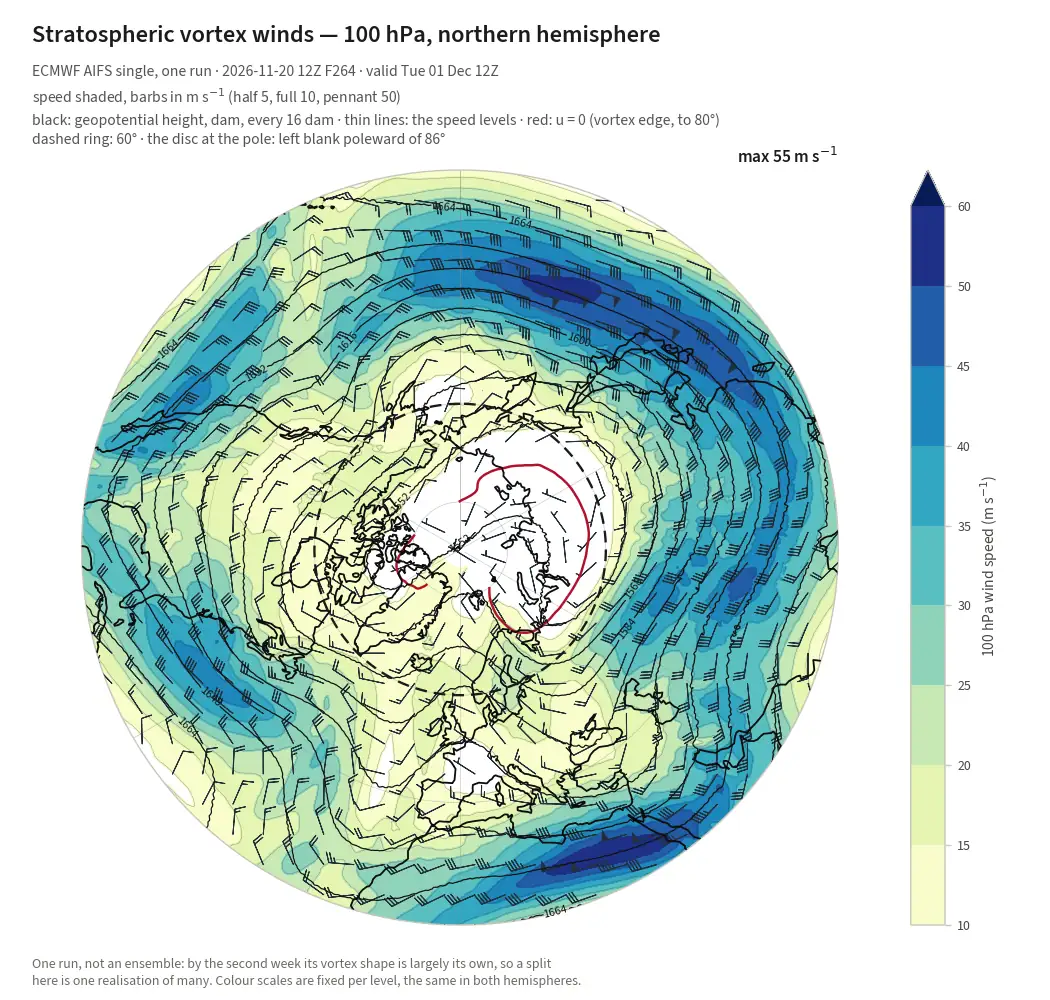 Stratospheric vortex winds — 100 hPa, northern hemisphere
ECMWF AIFS single, one run · 2026-11-20 12Z F264 · valid Tue 01 Dec 12Z
speed shaded, barbs in m s⁻¹ (half 5, full 10, pennant 50)
black: geopotential height, dam, every 16 dam · thin lines: the speed levels · red: u = 0 (vortex edge, to 80°)
dashed ring: 60° · the disc at the pole: left blank poleward of 86°
max 55 m s⁻¹
60
50
45
40
35
30
25
20
15
10
100 hPa wind speed (m s⁻¹)
1664
1664
1664
1616
1584
1648
1664
1664
One run, not an ensemble: by the second week its vortex shape is largely its own, so a split
here is one realisation of many. Colour scales are fixed per level, the same in both hemispheres.